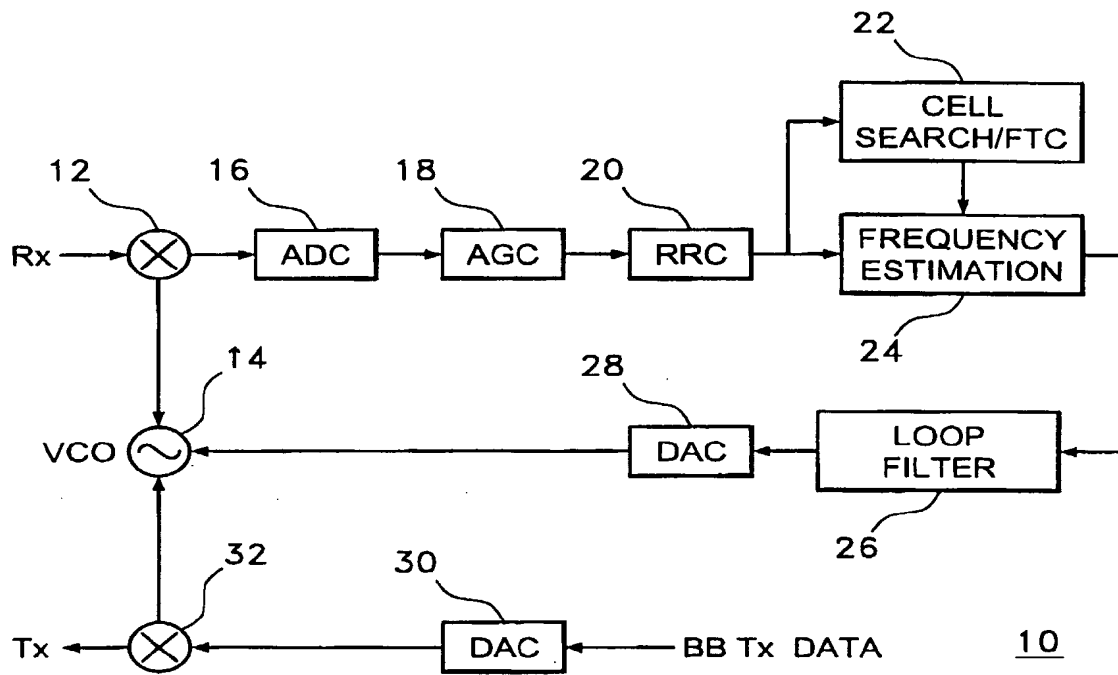 22
CELL
SEARCH/FTC
12
16
18
20
Rx
ADC
AGC
RRC
FREQUENCY
ESTIMATION
24
14
28
VCO
DAC
LOOP
FILTER
26
32
30
Tx
DAC
BB Tx DATA
10